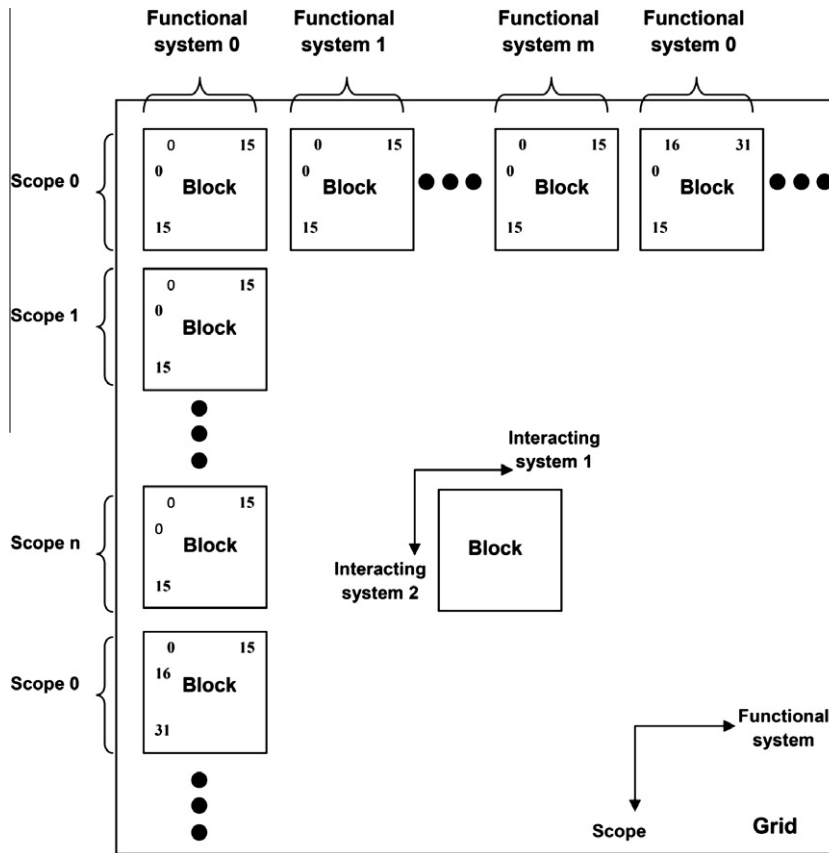 Functional system 0
Functional system 1
Functional system m
Functional system 0
Scope 0
0 15
0
Block
15
0 15
0
Block
15
0 15
0
Block
15
16 31
0
Block
15
Scope 1
0 15
0
Block
15
Scope n
0 15
0
Block
15
Interacting
system 1
Interacting
system 2
Block
Scope 0
0 15
16
Block
31
Functional
system
Scope
Grid